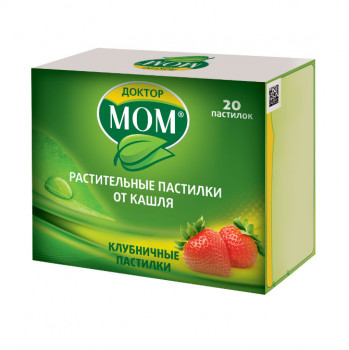 ДОКТОР
МОМ®
20
пастилок
РАСТИТЕЛЬНЫЕ ПАСТИЛКИ
ОТ КАШЛЯ
КЛУБНИЧНЫЕ
ПАСТИЛКИ